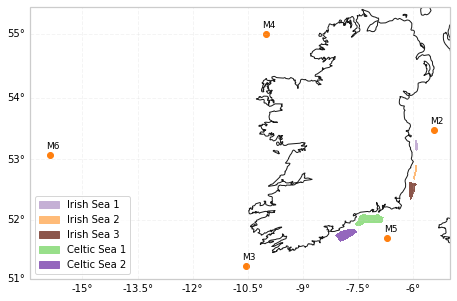 M4
55°
54°
M2
M6
53°
Irish Sea 1
Irish Sea 2
Irish Sea 3
Celtic Sea 1
Celtic Sea 2
52°
M5
M3
51°
-15° -13.5° -12° -10.5° -9° -7.5° -6°